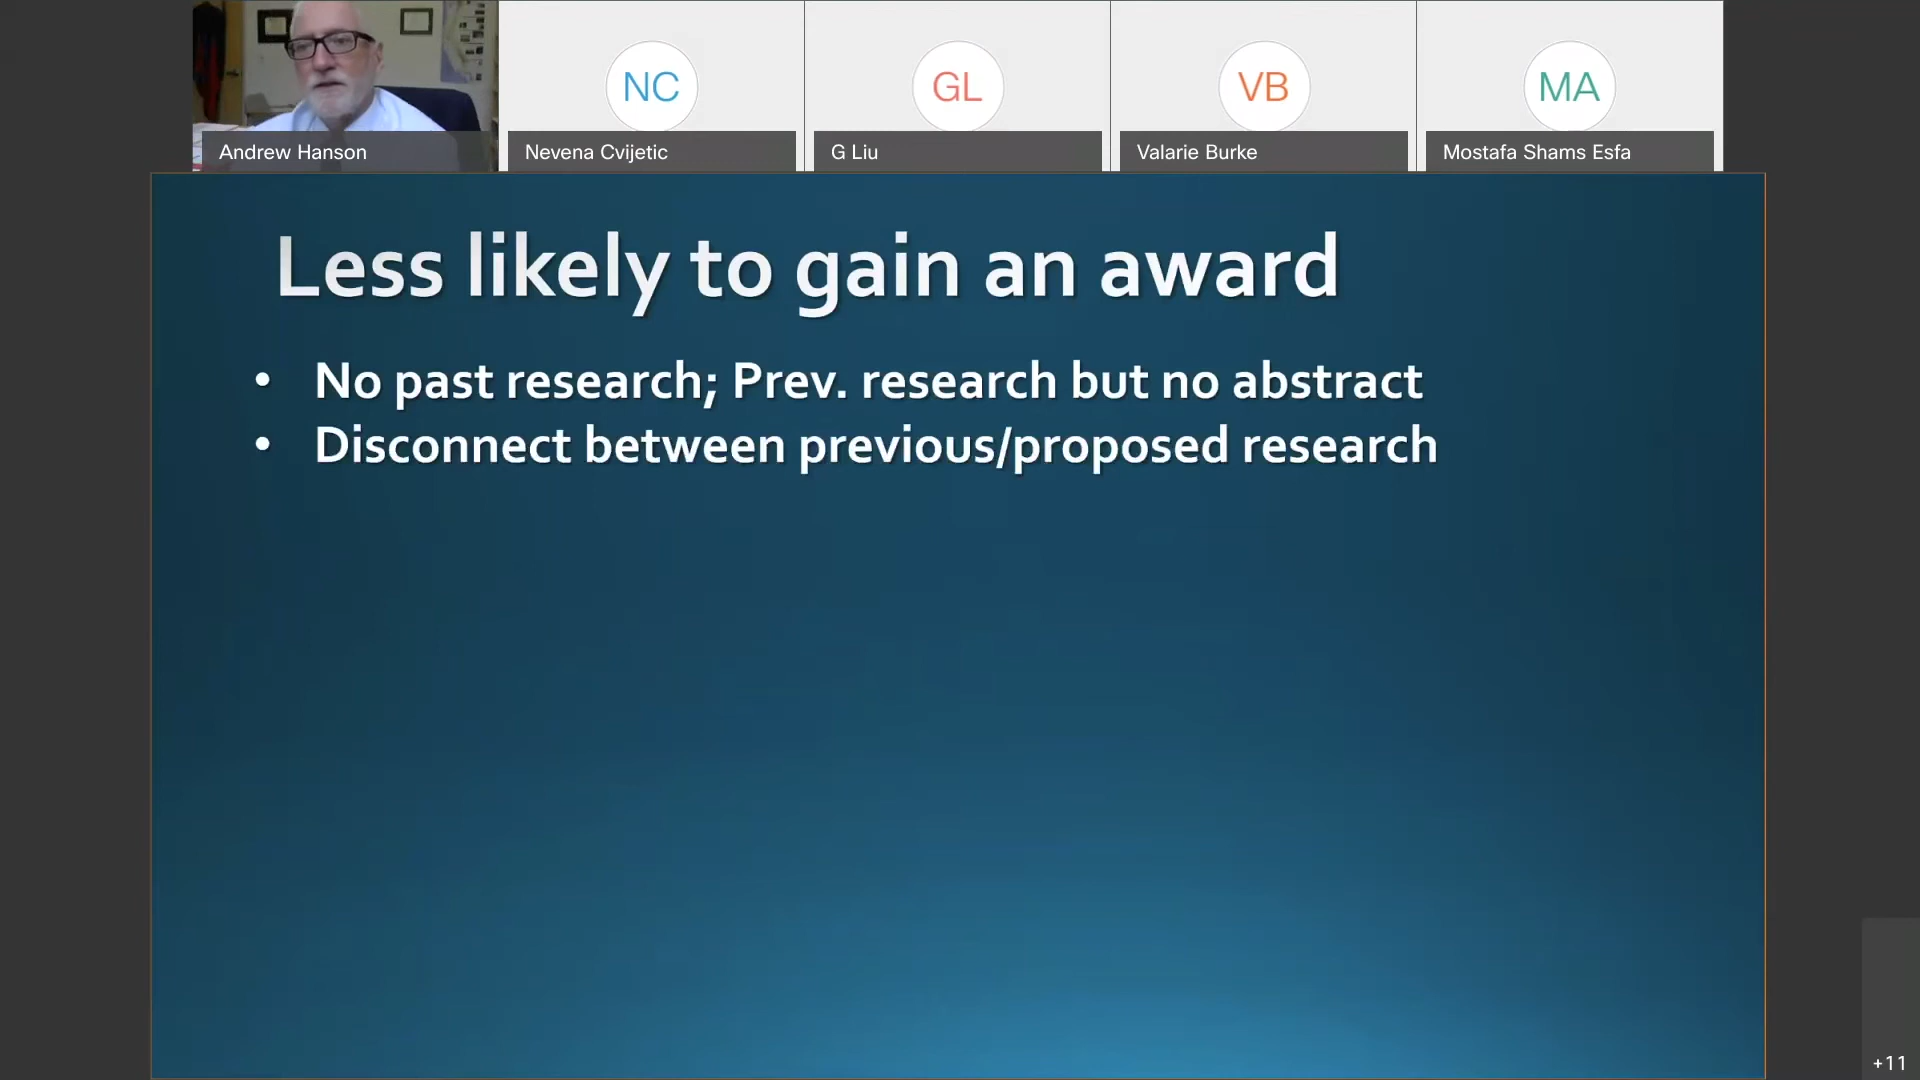 NC
GL
VB
MA
Andrew Hanson
Nevena Cvijetic
G Liu
Valarie Burke
Mostafa Shams Esfa
Less likely to gain an award
• No past research; Prev. research but no abstract
• Disconnect between previous/proposed research
+11